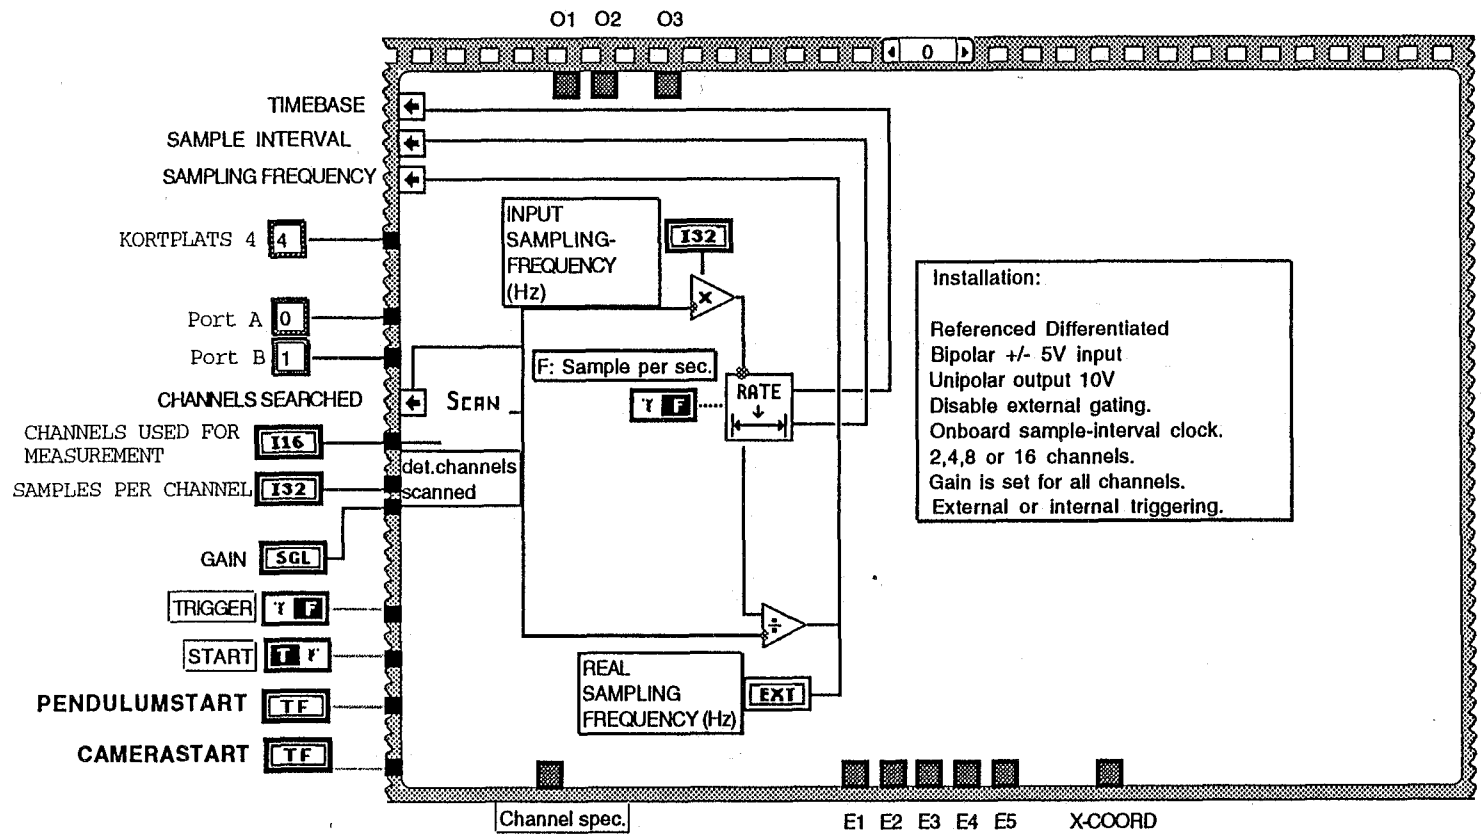 O1 O2 O3
0
TIMEBASE
SAMPLE INTERVAL
SAMPLING FREQUENCY
KORTPLATS 4 4
Port A 0
Port B 1
CHANNELS SEARCHED
CHANNELS USED FOR
MEASUREMENT
I16
SAMPLES PER CHANNEL I32
GAIN SGL
TRIGGER F
START T
PENDULUMSTART TF
CAMERASTART TF
INPUT
SAMPLING-
FREQUENCY
(Hz)
I32
x
F: Sample per sec.
F
RATE
SCAN _
det.channels
scanned
÷
REAL
SAMPLING
FREQUENCY (Hz)
EXT
Installation:
Referenced Differentiated
Bipolar +/- 5V input
Unipolar output 10V
Disable external gating.
Onboard sample-interval clock.
2,4,8 or 16 channels.
Gain is set for all channels.
External or internal triggering.
Channel spec.
E1 E2 E3 E4 E5 X-COORD